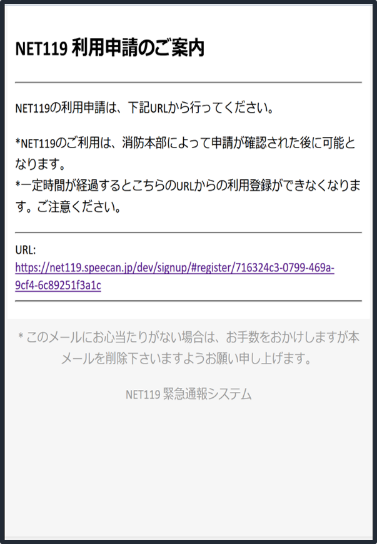 NET119 利用申請のご案内
NET119の利用申請は、下記URLから行ってください。
*NET119のご利用は、消防本部によって申請が確認された後に可能と
なります。
*一定時間が経過するとこちらのURLからの利用登録ができなくなりま
す。ご注意ください。
URL:
https://net119.speecan.jp/dev/signup/#register/716324c3-0799-469a-
9cf4-6c89251f3a1c
* このメールにお心当たりがない場合は、お手数をおかけしますが本
メールを削除下さいますようお願い申し上げます。
NET119 緊急通報システム